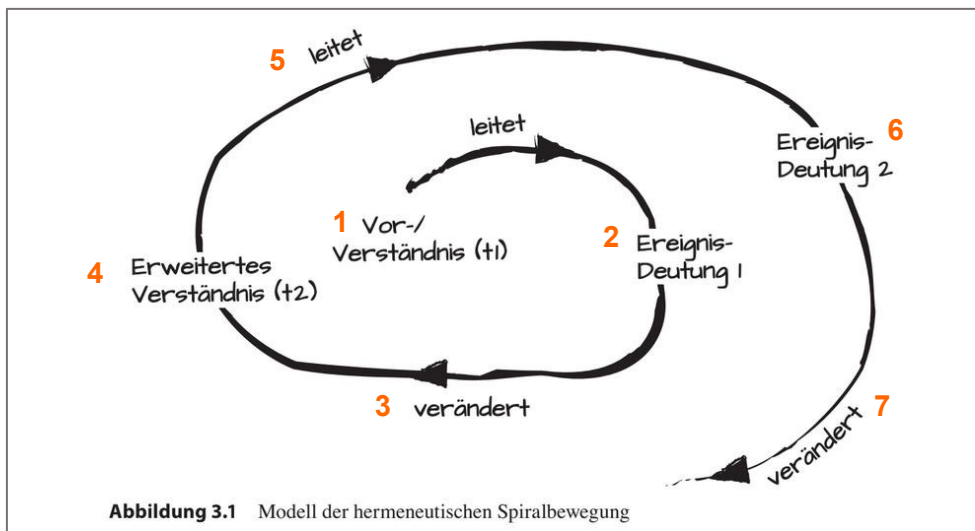 5 leitet
leitet
Ereignis- 6
Deutung 2
1 Vor-/
Verständnis (t1)
2 Ereignis-
Deutung 1
4 Erweitertes
Verständnis (t2)
3 verändert
7 verändert
Abbildung 3.1 Modell der hermeneutischen Spiralbewegung